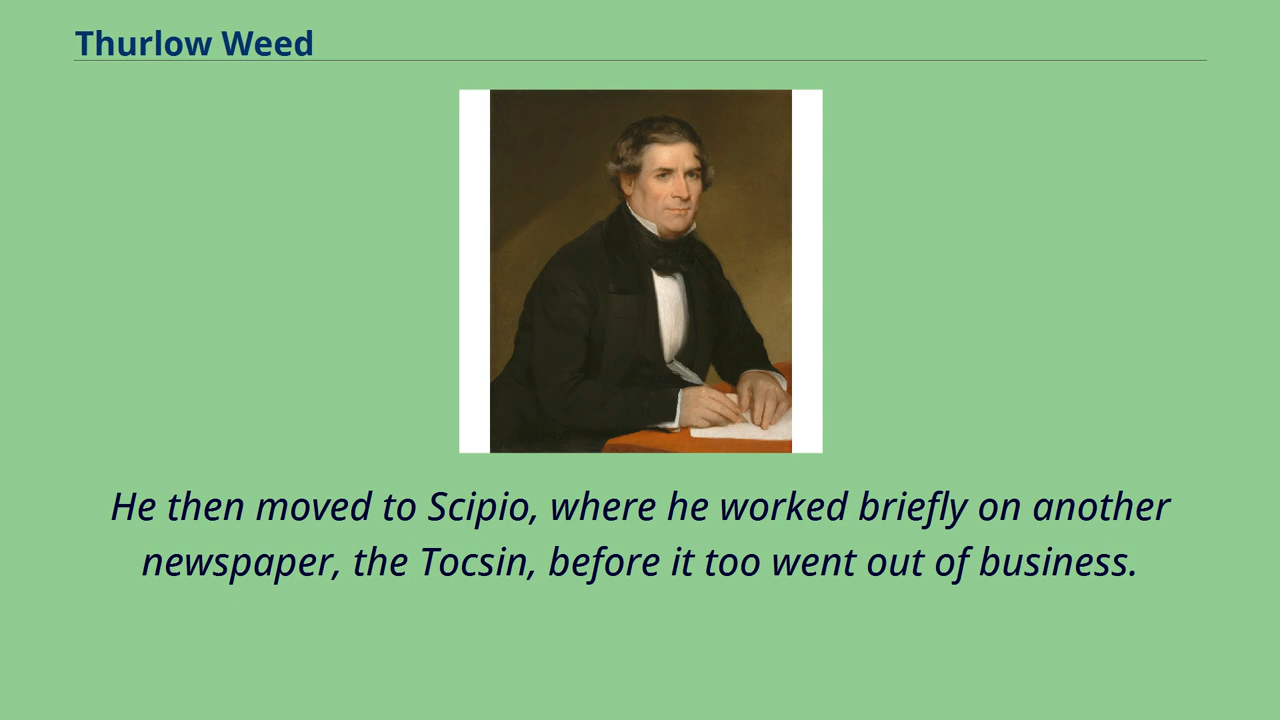 Thurlow Weed
He then moved to Scipio, where he worked briefly on another
newspaper, the Tocsin, before it too went out of business.